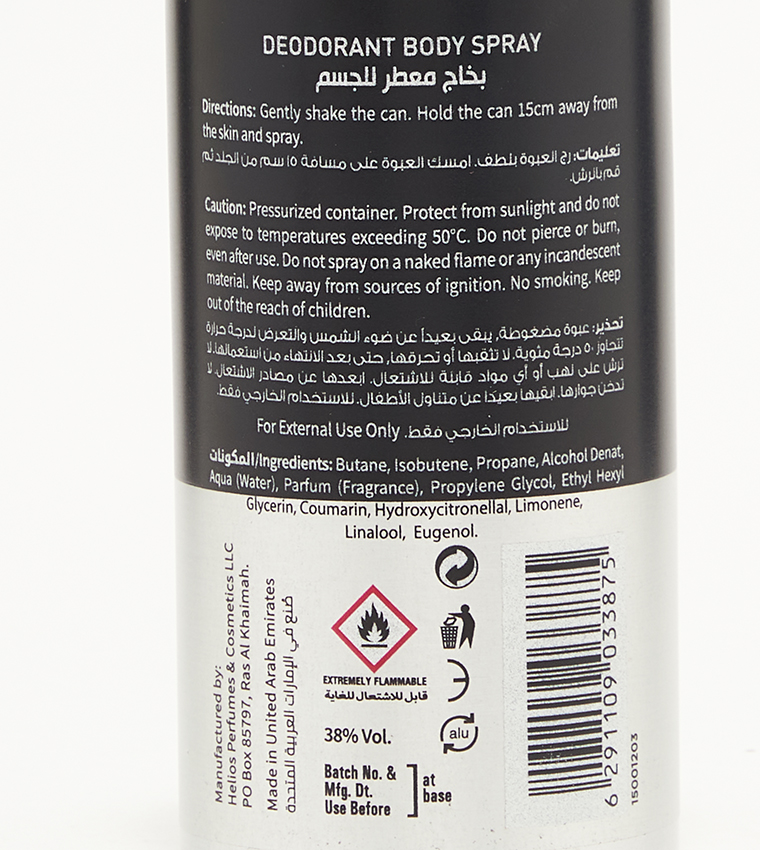 DEODORANT BODY SPRAY
بخاخ معطر للجسم
Directions: Gently shake the can. Hold the can 15cm away from
the skin and spray.
تعليمات: رج العبوة بلطف. امسك العبوة على مسافة ١٥ سم من الجلد ثم
قم بالرش.
Caution: Pressurized container. Protect from sunlight and do not
expose to temperatures exceeding 50°C. Do not pierce or burn,
even after use. Do not spray on a naked flame or any incandescent
material. Keep away from sources of ignition. No smoking. Keep
out of the reach of children.
تحذير: عبوة مضغوطة، يبقى بعيداً عن ضوء الشمس والتعرض لدرجة حرارة
تتجاوز ٥٠ درجة مئوية. لا تثقبها أو تحرقها، حتى بعد الانتهاء من استعمالها. لا
ترش على لهب أو أي مواد قابلة للاشتعال. ابعدها عن مصادر الاشتعال. لا
تدخن جوارها. ابقيها بعيداً عن متناول الأطفال. للاستخدام الخارجي فقط.
For External Use Only للاستخدام الخارجي فقط.
المكونات/Ingredients: Butane, Isobutene, Propane, Alcohol Denat,
Aqua (Water), Parfum (Fragrance), Propylene Glycol, Ethyl Hexyl
Glycerin, Coumarin, Hydroxycitronellal, Limonene,
Linalool, Eugenol.
Manufactured by:
Helios Perfumes & Cosmetics LLC
PO Box 85797, Ras Al Khaimah.
Made in United Arab Emirates
صنع في الإمارات العربية المتحدة
EXTREMELY FLAMMABLE
قابل للاشتعال للغاية
38% Vol.
alu
Batch No. &
Mfg. Dt.
Use Before
at
base
6 291109 033875
15001203